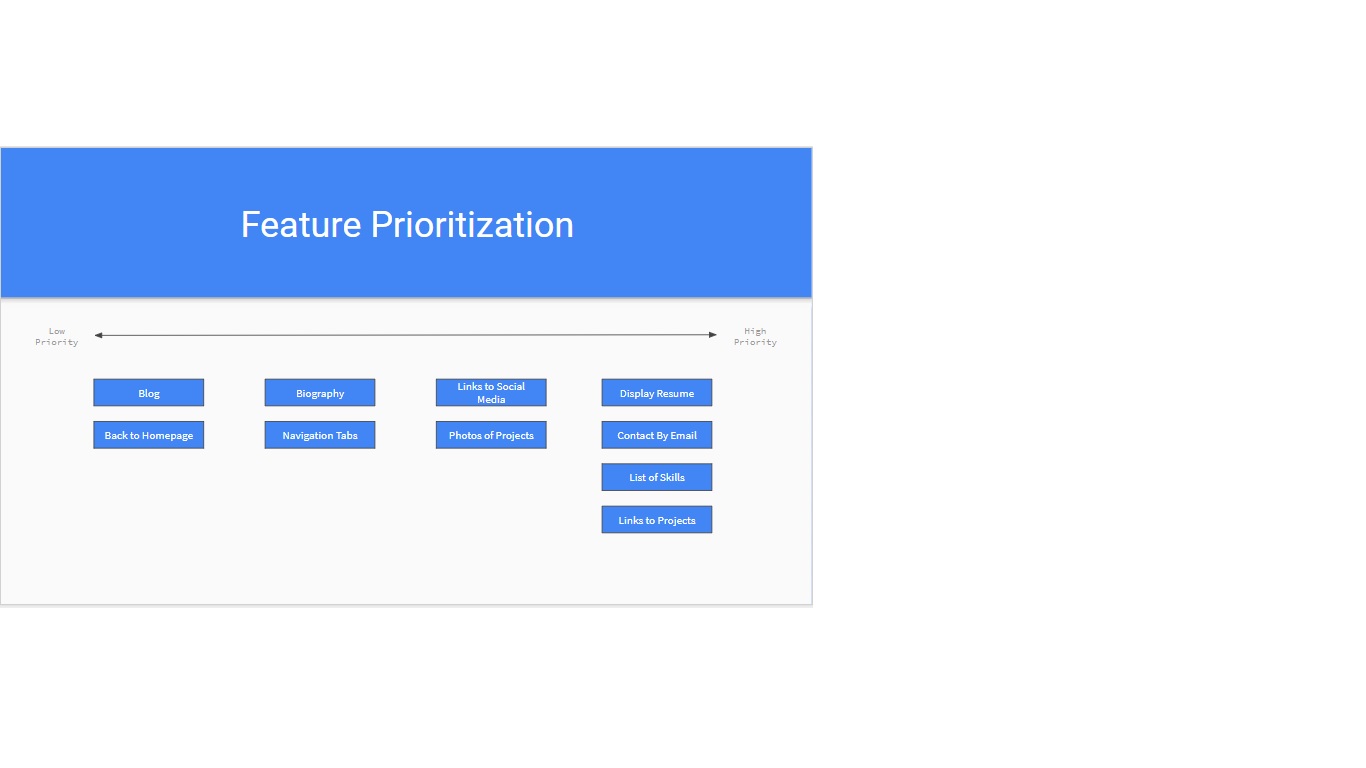 Feature Prioritization
Low
Priority
High
Priority
Blog
Biography
Links to Social
Media
Display Resume
Back to Homepage
Navigation Tabs
Photos of Projects
Contact By Email
List of Skills
Links to Projects